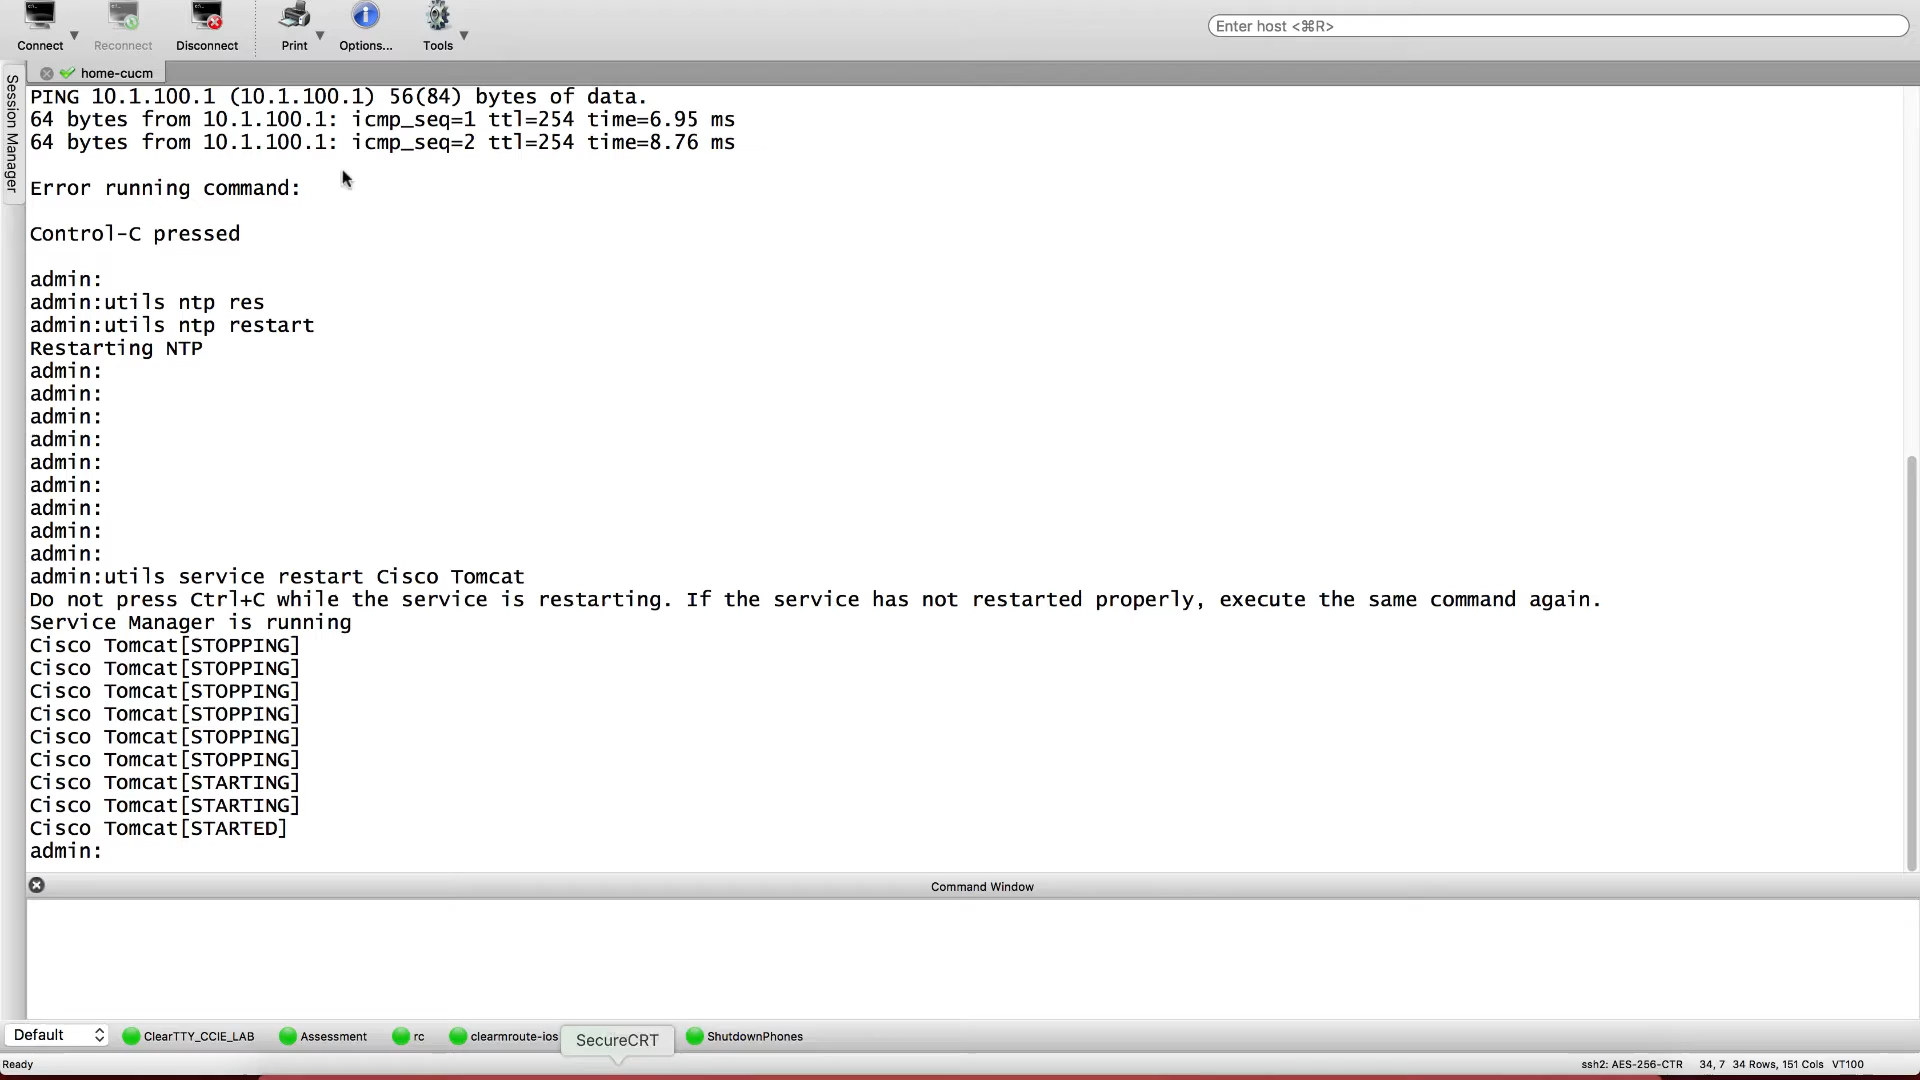 Connect
Reconnect
Disconnect
Print
Options...
Tools
Enter host <⌘R>
Session Manager
home-cucm
PING 10.1.100.1 (10.1.100.1) 56(84) bytes of data.
64 bytes from 10.1.100.1: icmp_seq=1 ttl=254 time=6.95 ms
64 bytes from 10.1.100.1: icmp_seq=2 ttl=254 time=8.76 ms
Error running command:
Control-C pressed
admin:
admin:utils ntp res
admin:utils ntp restart
Restarting NTP
admin:
admin:
admin:
admin:
admin:
admin:
admin:
admin:
admin:
admin:utils service restart Cisco Tomcat
Do not press Ctrl+C while the service is restarting. If the service has not restarted properly, execute the same command again.
Service Manager is running
Cisco Tomcat[STOPPING]
Cisco Tomcat[STOPPING]
Cisco Tomcat[STOPPING]
Cisco Tomcat[STOPPING]
Cisco Tomcat[STOPPING]
Cisco Tomcat[STOPPING]
Cisco Tomcat[STARTING]
Cisco Tomcat[STARTING]
Cisco Tomcat[STARTED]
admin:
Command Window
Default
ClearTTY_CCIE_LAB
Assessment
rc
clearmroute-ios
SecureCRT
ShutdownPhones
Ready
ssh2: AES-256-CTR 34, 7 34 Rows, 151 Cols VT100